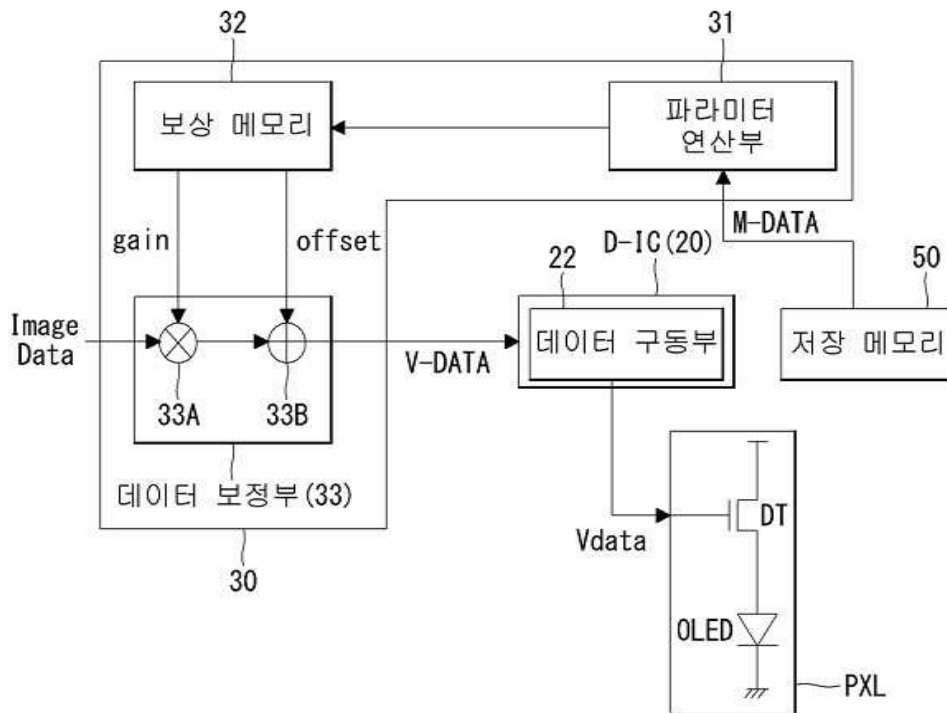 32
31
보상 메모리
파라미터
연산부
M-DATA
gain
offset
D-IC(20)
22
50
Image
Data
데이터 구동부
저장 메모리
V-DATA
33A
33B
데이터 보정부(33)
DT
Vdata
30
OLED
PXL